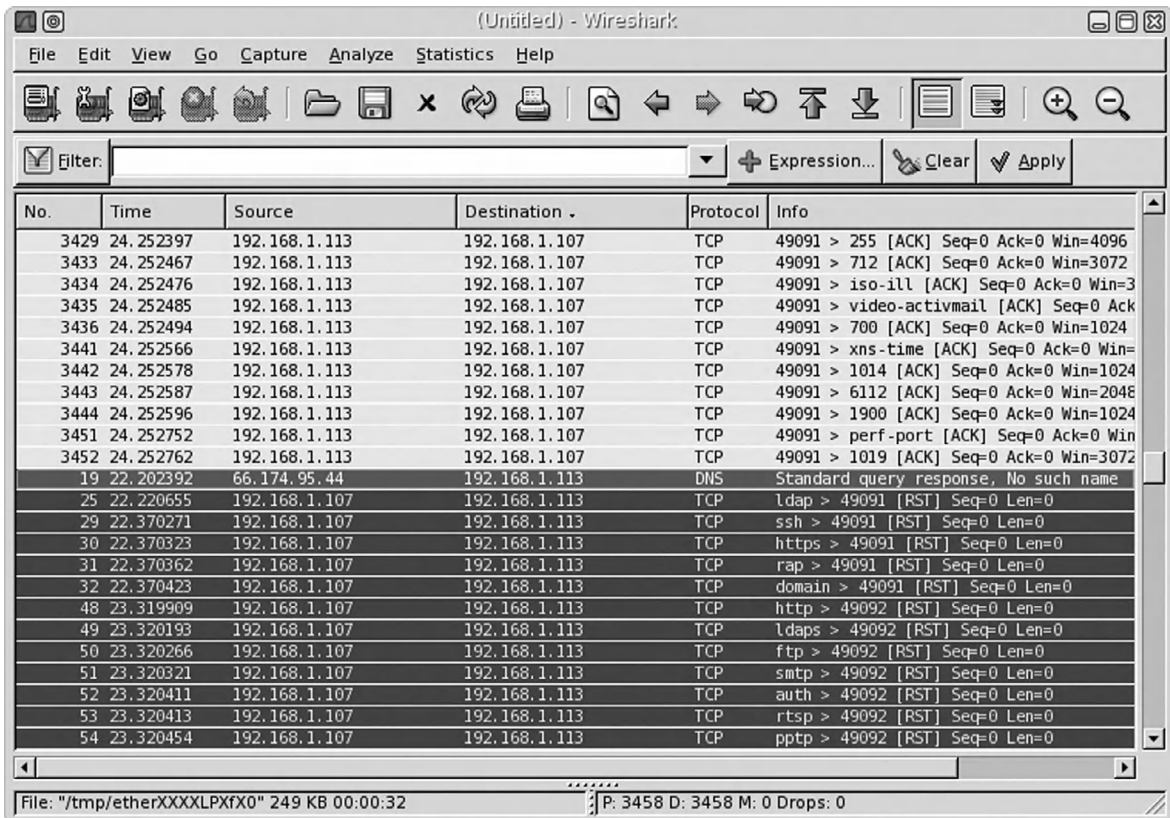 (Untitled) - Wireshark
File Edit View Go Capture Analyze Statistics Help
Filter: Expression... Clear Apply
No. Time Source Destination Protocol Info
3429 24.252397 192.168.1.113 192.168.1.107 TCP 49091 > 255 [ACK] Seq=0 Ack=0 Win=4096
3433 24.252467 192.168.1.113 192.168.1.107 TCP 49091 > 712 [ACK] Seq=0 Ack=0 Win=3072
3434 24.252476 192.168.1.113 192.168.1.107 TCP 49091 > iso-ill [ACK] Seq=0 Ack=0 Win=3
3435 24.252485 192.168.1.113 192.168.1.107 TCP 49091 > video-activmail [ACK] Seq=0 Ack
3436 24.252494 192.168.1.113 192.168.1.107 TCP 49091 > 700 [ACK] Seq=0 Ack=0 Win=1024
3441 24.252566 192.168.1.113 192.168.1.107 TCP 49091 > xns-time [ACK] Seq=0 Ack=0 Win=
3442 24.252578 192.168.1.113 192.168.1.107 TCP 49091 > 1014 [ACK] Seq=0 Ack=0 Win=1024
3443 24.252587 192.168.1.113 192.168.1.107 TCP 49091 > 6112 [ACK] Seq=0 Ack=0 Win=2048
3444 24.252596 192.168.1.113 192.168.1.107 TCP 49091 > 1900 [ACK] Seq=0 Ack=0 Win=1024
3451 24.252752 192.168.1.113 192.168.1.107 TCP 49091 > perf-port [ACK] Seq=0 Ack=0 Win
3452 24.252762 192.168.1.113 192.168.1.107 TCP 49091 > 1019 [ACK] Seq=0 Ack=0 Win=3072
19 22.202392 66.174.95.44 192.168.1.113 DNS Standard query response, No such name
25 22.220655 192.168.1.107 192.168.1.113 TCP ldap > 49091 [RST] Seq=0 Len=0
29 22.370271 192.168.1.107 192.168.1.113 TCP ssh > 49091 [RST] Seq=0 Len=0
30 22.370323 192.168.1.107 192.168.1.113 TCP https > 49091 [RST] Seq=0 Len=0
31 22.370362 192.168.1.107 192.168.1.113 TCP rap > 49091 [RST] Seq=0 Len=0
32 22.370423 192.168.1.107 192.168.1.113 TCP domain > 49091 [RST] Seq=0 Len=0
48 23.319909 192.168.1.107 192.168.1.113 TCP http > 49092 [RST] Seq=0 Len=0
49 23.320193 192.168.1.107 192.168.1.113 TCP ldaps > 49092 [RST] Seq=0 Len=0
50 23.320266 192.168.1.107 192.168.1.113 TCP ftp > 49092 [RST] Seq=0 Len=0
51 23.320321 192.168.1.107 192.168.1.113 TCP smtp > 49092 [RST] Seq=0 Len=0
52 23.320411 192.168.1.107 192.168.1.113 TCP auth > 49092 [RST] Seq=0 Len=0
53 23.320413 192.168.1.107 192.168.1.113 TCP rtsp > 49092 [RST] Seq=0 Len=0
54 23.320454 192.168.1.107 192.168.1.113 TCP pptp > 49092 [RST] Seq=0 Len=0
File: "/tmp/etherXXXXLPXfX0" 249 KB 00:00:32 P: 3458 D: 3458 M: 0 Drops: 0